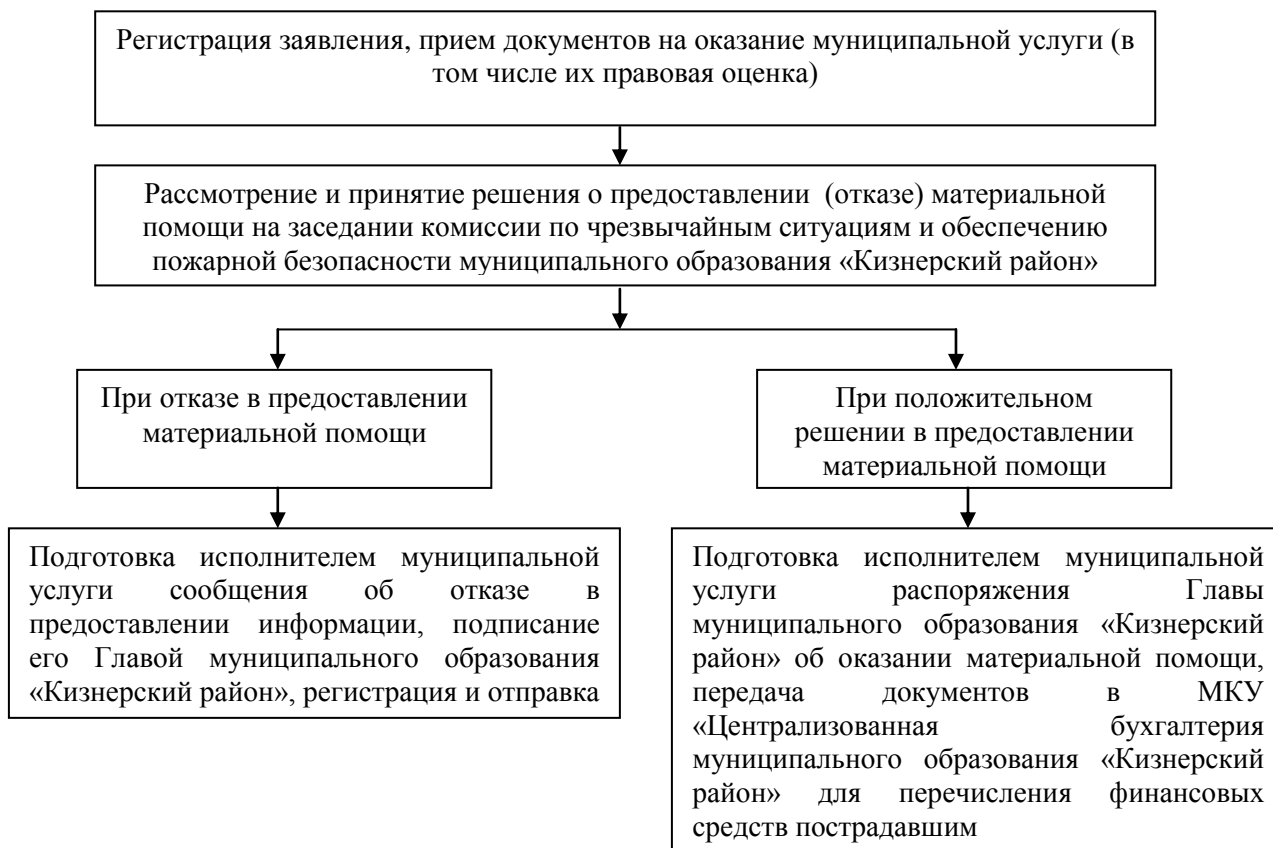 Регистрация заявления, прием документов на оказание муниципальной услуги (в
том числе их правовая оценка)
Рассмотрение и принятие решения о предоставлении (отказе) материальной
помощи на заседании комиссии по чрезвычайным ситуациям и обеспечению
пожарной безопасности муниципального образования «Кизнерский район»
При отказе в предоставлении
материальной помощи
При положительном
решении в предоставлении
материальной помощи
Подготовка исполнителем муниципальной
услуги сообщения об отказе в
предоставлении информации, подписание
его Главой муниципального образования
«Кизнерский район», регистрация и отправка
Подготовка исполнителем муниципальной
услуги распоряжения Главы
муниципального образования «Кизнерский
район» об оказании материальной помощи,
передача документов в МКУ
«Централизованная бухгалтерия
муниципального образования «Кизнерский
район» для перечисления финансовых
средств пострадавшим